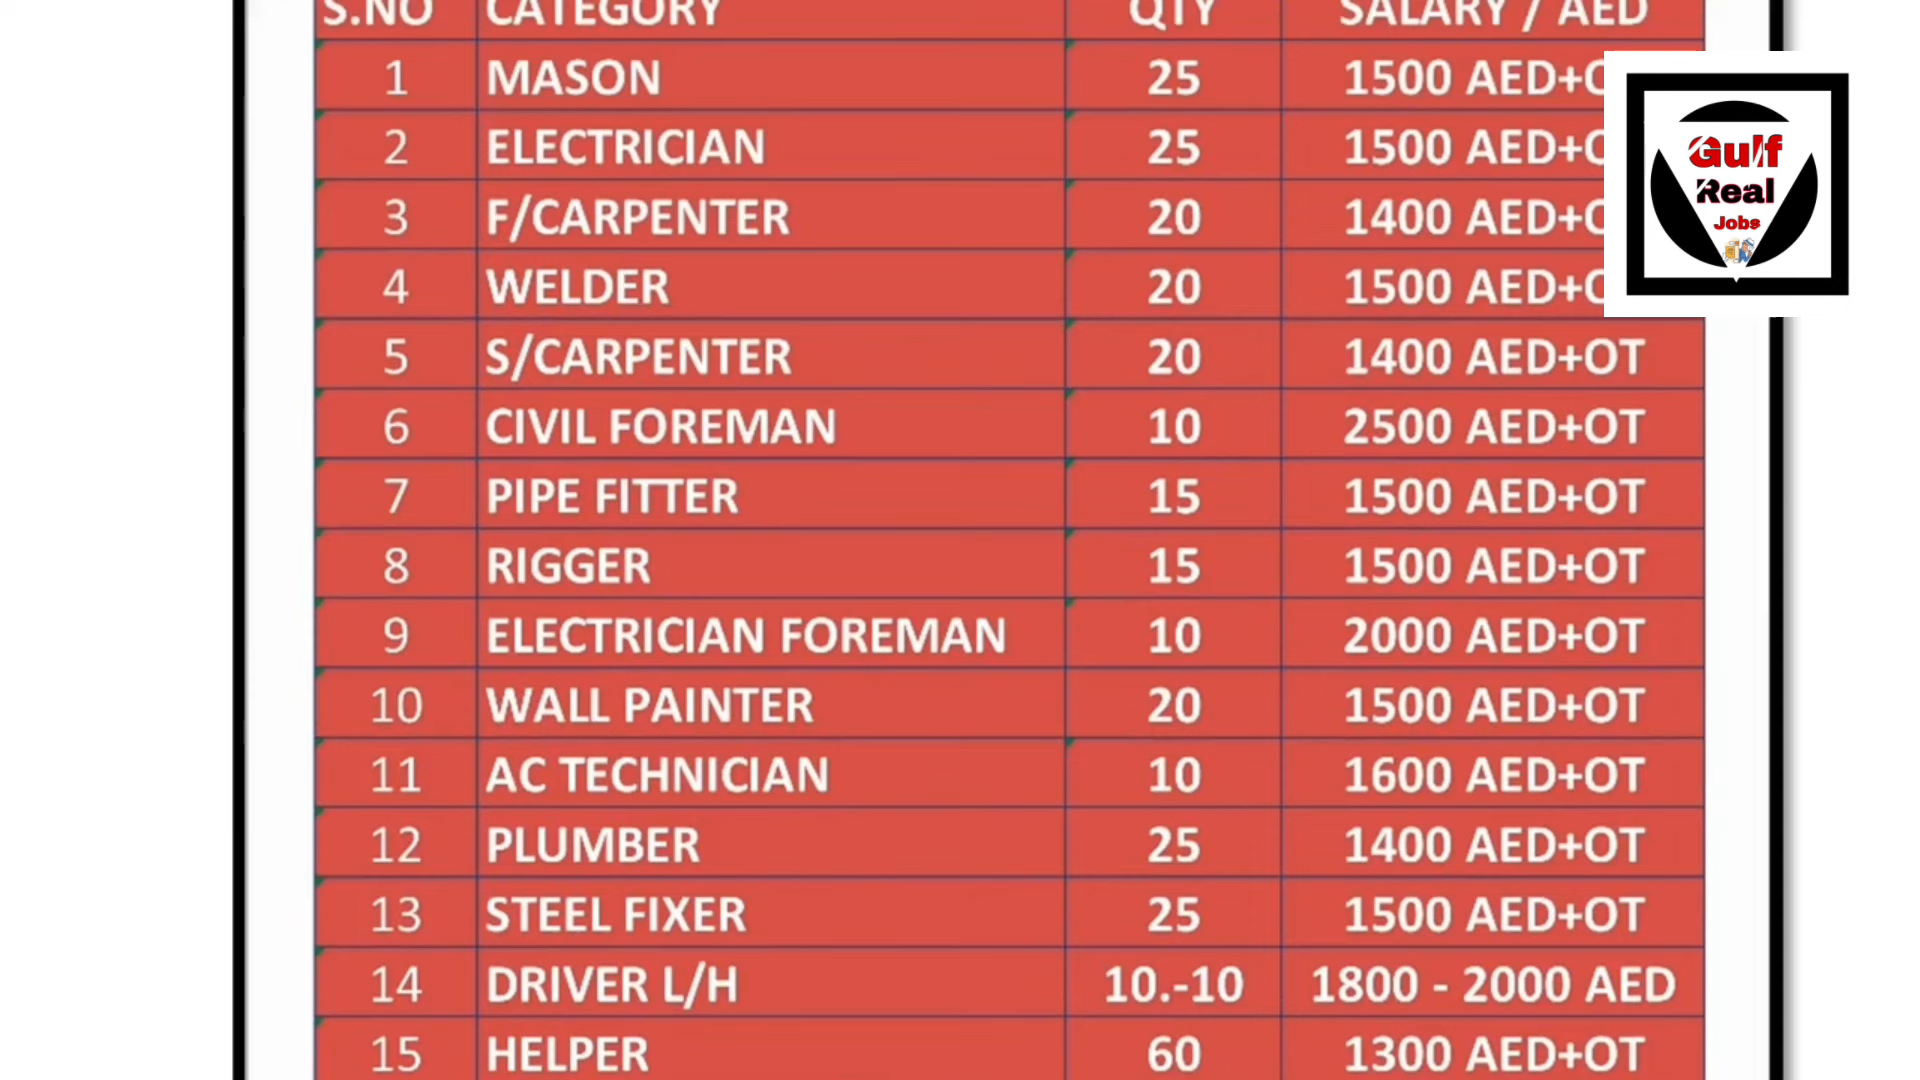 S.NO CATEGORY QTY SALARY / AED
1 MASON 25 1500 AED+O
2 ELECTRICIAN 25 1500 AED+O
3 F/CARPENTER 20 1400 AED+O
4 WELDER 20 1500 AED+O
5 S/CARPENTER 20 1400 AED+OT
6 CIVIL FOREMAN 10 2500 AED+OT
7 PIPE FITTER 15 1500 AED+OT
8 RIGGER 15 1500 AED+OT
9 ELECTRICIAN FOREMAN 10 2000 AED+OT
10 WALL PAINTER 20 1500 AED+OT
11 AC TECHNICIAN 10 1600 AED+OT
12 PLUMBER 25 1400 AED+OT
13 STEEL FIXER 25 1500 AED+OT
14 DRIVER L/H 10.-10 1800 - 2000 AED
15 HELPER 60 1300 AED+OT
Gulf
Real
Jobs